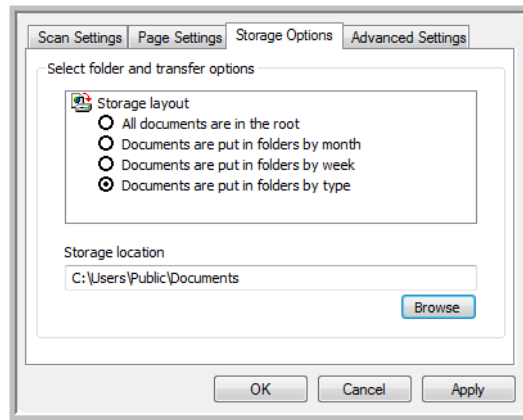 Scan Settings Page Settings Storage Options Advanced Settings
Select folder and transfer options
Storage layout
All documents are in the root
Documents are put in folders by month
Documents are put in folders by week
Documents are put in folders by type
Storage location
C:\Users\Public\Documents
Browse
OK Cancel Apply